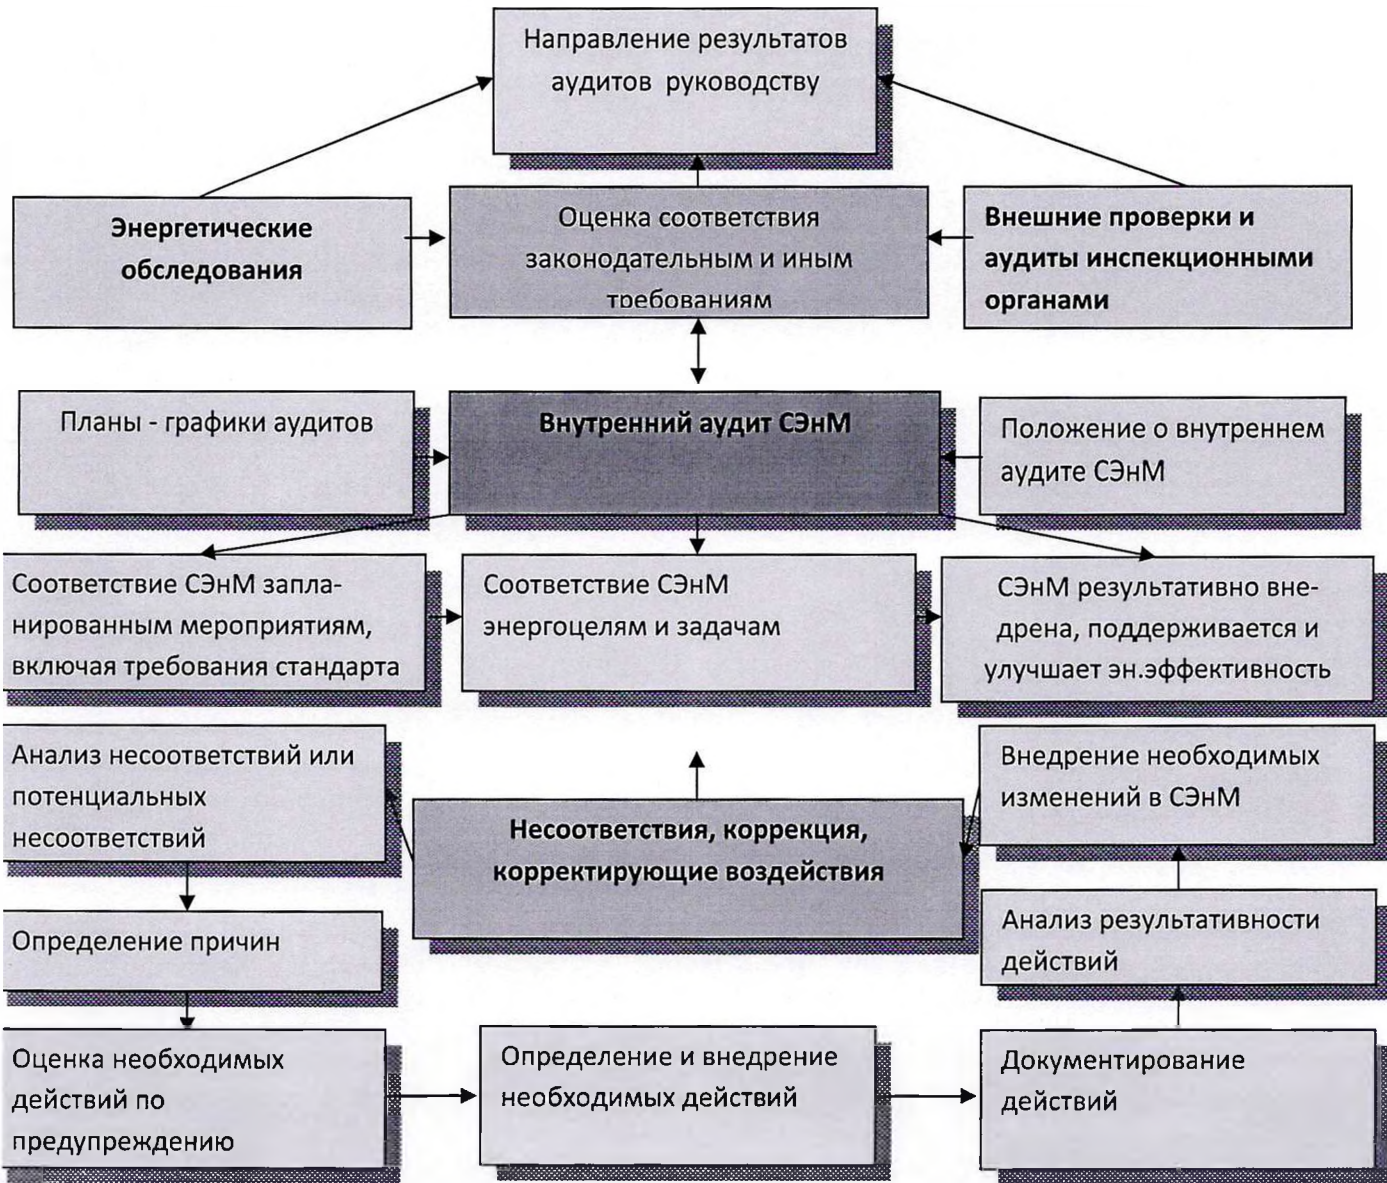 Направление результатов
аудитов руководству
Энергетические
обследования
Оценка соответствия
законодательным и иным
требованиям
Внешние проверки и
аудиты инспекционными
органами
Планы - графики аудитов
Внутренний аудит СЭнМ
Положение о внутреннем
аудите СЭнМ
Соответствие СЭнМ запла-
нированным мероприятиям,
включая требования стандарта
Соответствие СЭнМ
энергоцелям и задачам
СЭнМ результативно вне-
дрена, поддерживается и
улучшает эн.эффективность
Анализ несоответствий или
потенциальных
несоответствий
Несоответствия, коррекция,
корректирующие воздействия
Внедрение необходимых
изменений в СЭнМ
Определение причин
Анализ результативности
действий
Оценка необходимых
действий по
предупреждению
Определение и внедрение
необходимых действий
Документирование
действий